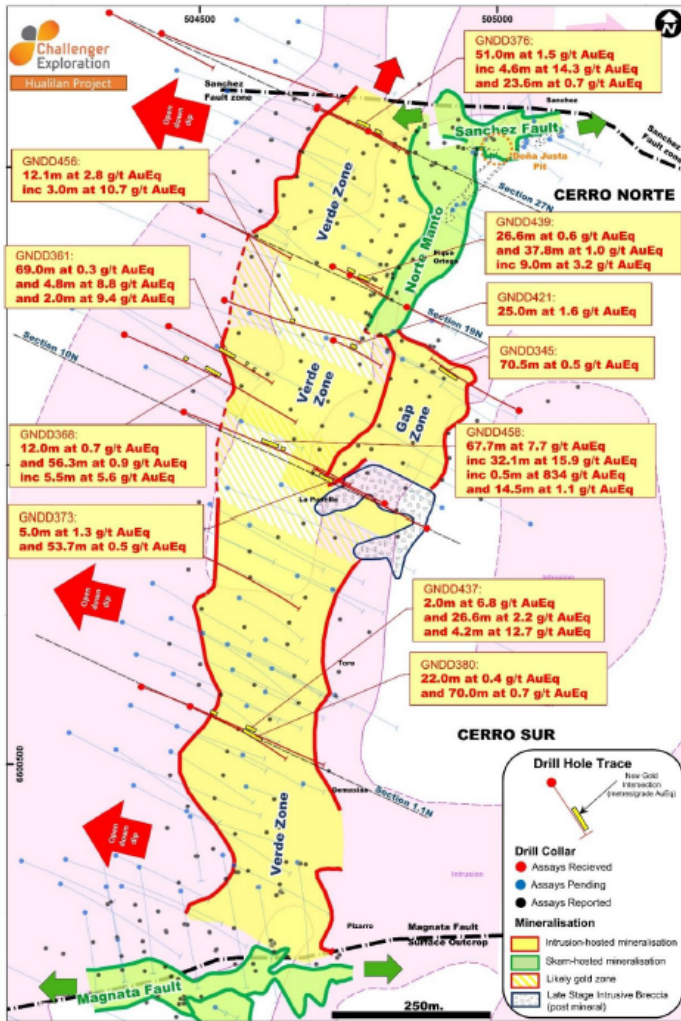 504500
505000
N
Challenger
Exploration
Hualilan Project
Sanchez
Fault zone
Open
down
dip
GNDD376
51.0m at 1.5 g/t AuEq
inc 4.6m at 14.3 g/t AuEq
and 23.6m at 0.7 g/t AuEq
Sanchez Fault
Sanchez
Sanchez
Fault zone
Doña Justa
Pit
Section 27N
CERRO NORTE
GNDD456
12.1m at 2.8 g/t AuEq
inc 3.0m at 10.7 g/t AuEq
Verde Zone
Norte Manto
Pique
Ortega
GNDD439
26.6m at 0.6 g/t AuEq
and 37.8m at 1.0 g/t AuEq
inc 9.0m at 3.2 g/t AuEq
GNDD361
69.0m at 0.3 g/t AuEq
and 4.8m at 8.8 g/t AuEq
and 2.0m at 9.4 g/t AuEq
Section 19N
GNDD421
25.0m at 1.6 g/t AuEq
Section 10N
GNDD345
70.5m at 0.5 g/t AuEq
Verde
Zone
Gap
Zone
GNDD368
12.0m at 0.7 g/t AuEq
and 56.3m at 0.9 g/t AuEq
inc 5.5m at 5.6 g/t AuEq
GNDD458
67.7m at 7.7 g/t AuEq
inc 32.1m at 15.9 g/t AuEq
inc 0.5m at 834 g/t AuEq
and 14.5m at 1.1 g/t AuEq
GNDD373
5.0m at 1.3 g/t AuEq
and 53.7m at 0.5 g/t AuEq
Open
down
dip
Intrusion
GNDD437
2.0m at 6.8 g/t AuEq
and 26.6m at 2.2 g/t AuEq
and 4.2m at 12.7 g/t AuEq
Toro
GNDD380
22.0m at 0.4 g/t AuEq
and 70.0m at 0.7 g/t AuEq
CERRO SUR
6600500
Section 1.1N
Verde Zone
Open
down
dip
Intrusion
Pizarro
Magnata Fault
Surface Outcrop
Magnata Fault
250m.
Drill Hole Trace
New Gold
Intersection
(metres/grade AuEq)
Drill Collar
Assays Recieved
Assays Pending
Assays Reported
Mineralisation
Intrusion-hosted mineralisation
Skarn-hosted mineralisation
Likely gold zone
Late Stage Intrusive Breccia
(post mineral)